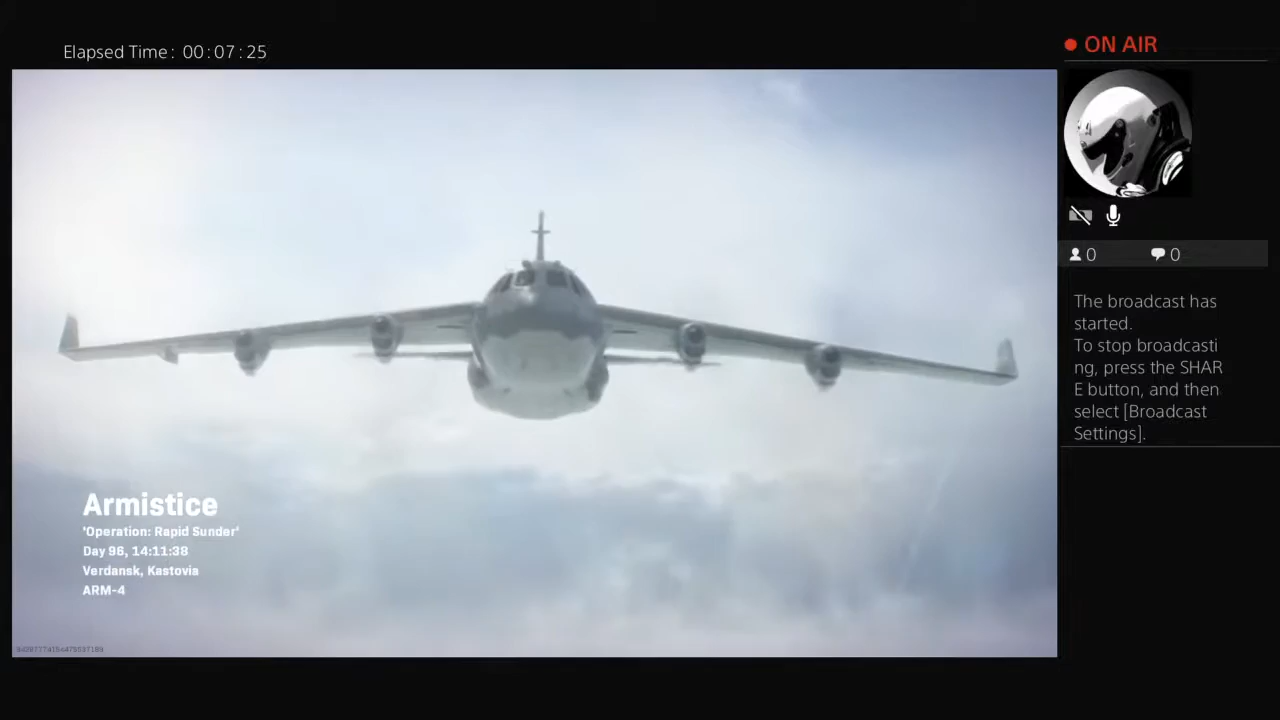 Elapsed Time: 00:07:25
ON AIR
0 0
The broadcast has
started.
To stop broadcasti
ng, press the SHAR
E button, and then
select [Broadcast
Settings].
Armistice
'Operation: Rapid Sunder'
Day 96, 14:11:38
Verdansk, Kastovia
ARM-4